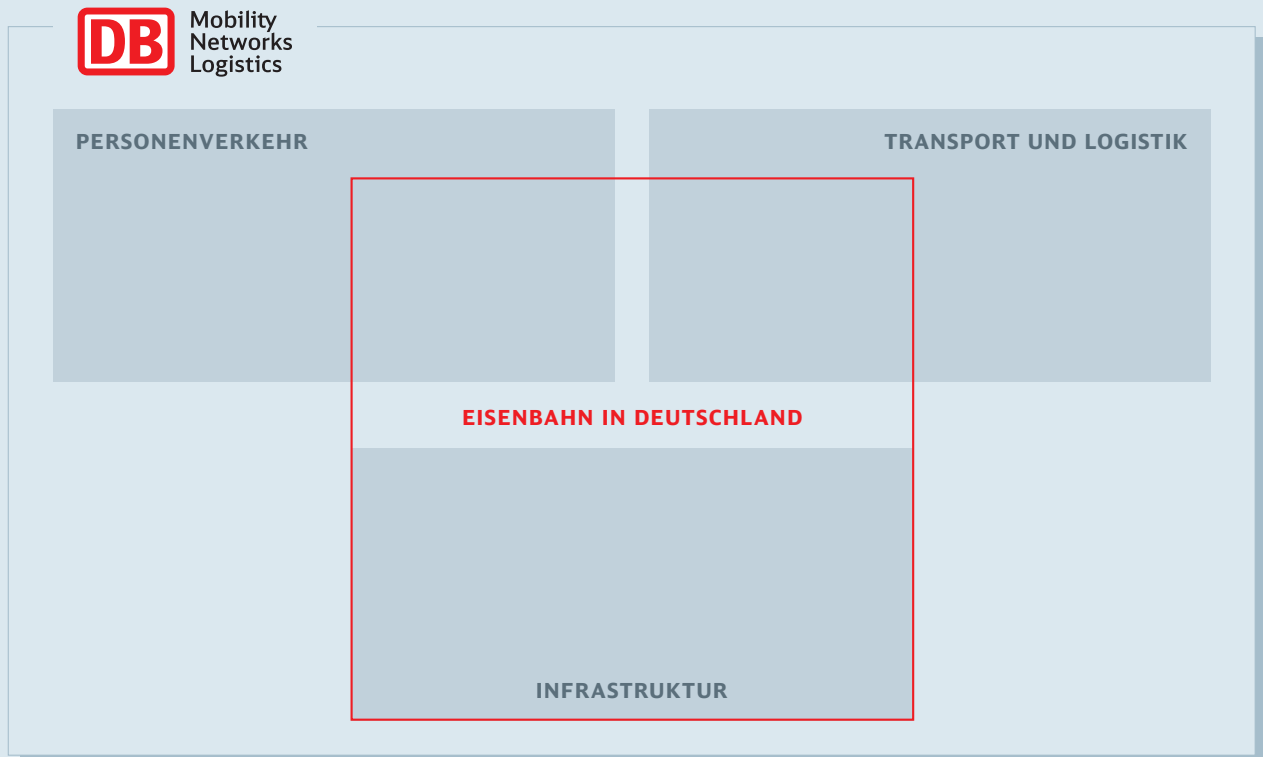 DB
Mobility
Networks
Logistics
PERSONENVERKEHR
TRANSPORT UND LOGISTIK
EISENBAHN IN DEUTSCHLAND
INFRASTRUKTUR